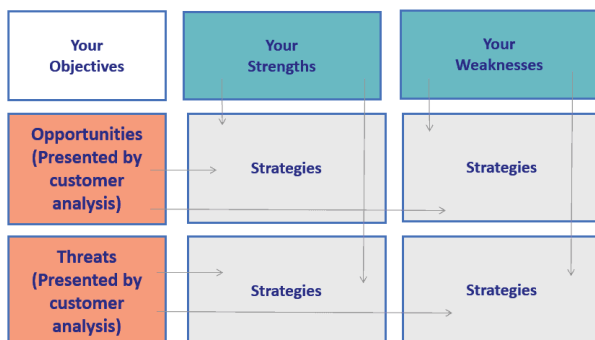 Your
Objectives
Your
Strengths
Your
Weaknesses
Opportunities
(Presented by
customer
analysis)
Strategies
Strategies
Threats
(Presented by
customer
analysis)
Strategies
Strategies